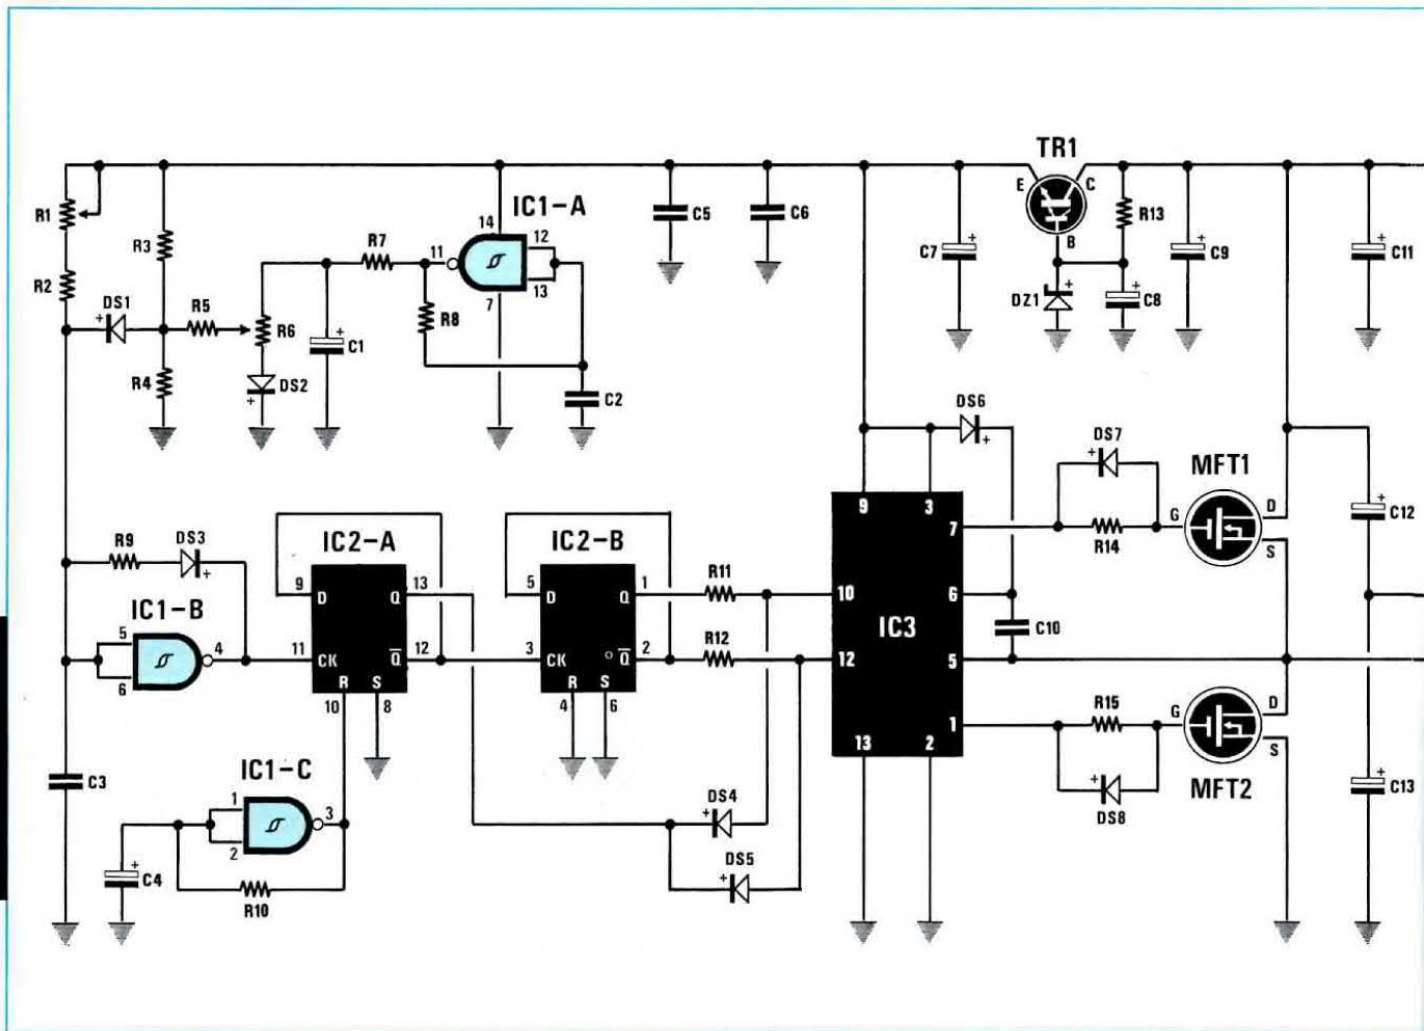 TR1
E C
B
R1
R2
R3
R4
DS1
R5
R6
DS2
C1
R7
R8
IC1-A
14
11
12
13
7
C2
C5
C6
C7
R13
DZ1
C8
C9
C11
DS6
DS7
MFT1
G D
S
R14
C12
R9
DS3
IC1-B
5
6
4
IC2-A
9 D Q 13
11 CK Q 12
R S
10 8
IC2-B
5 D Q 1
3 CK Q 2
R S
4 6
R11
R12
IC3
9 3
7
10 6
12 5
1
13 2
C10
R15
G D
S
MFT2
DS8
C13
C3
IC1-C
1
2
3
C4
R10
DS4
DS5